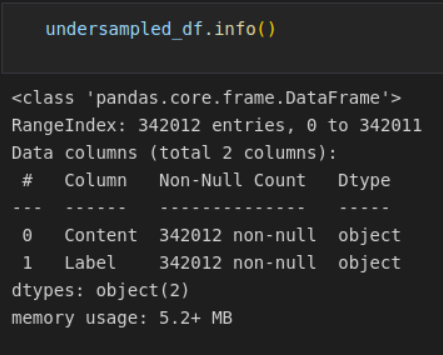 undersampled_df.info()
<class 'pandas.core.frame.DataFrame'>
RangeIndex: 342012 entries, 0 to 342011
Data columns (total 2 columns):
 #   Column   Non-Null Count   Dtype
---  ------   --------------   -----
 0   Content  342012 non-null  object
 1   Label    342012 non-null  object
dtypes: object(2)
memory usage: 5.2+ MB